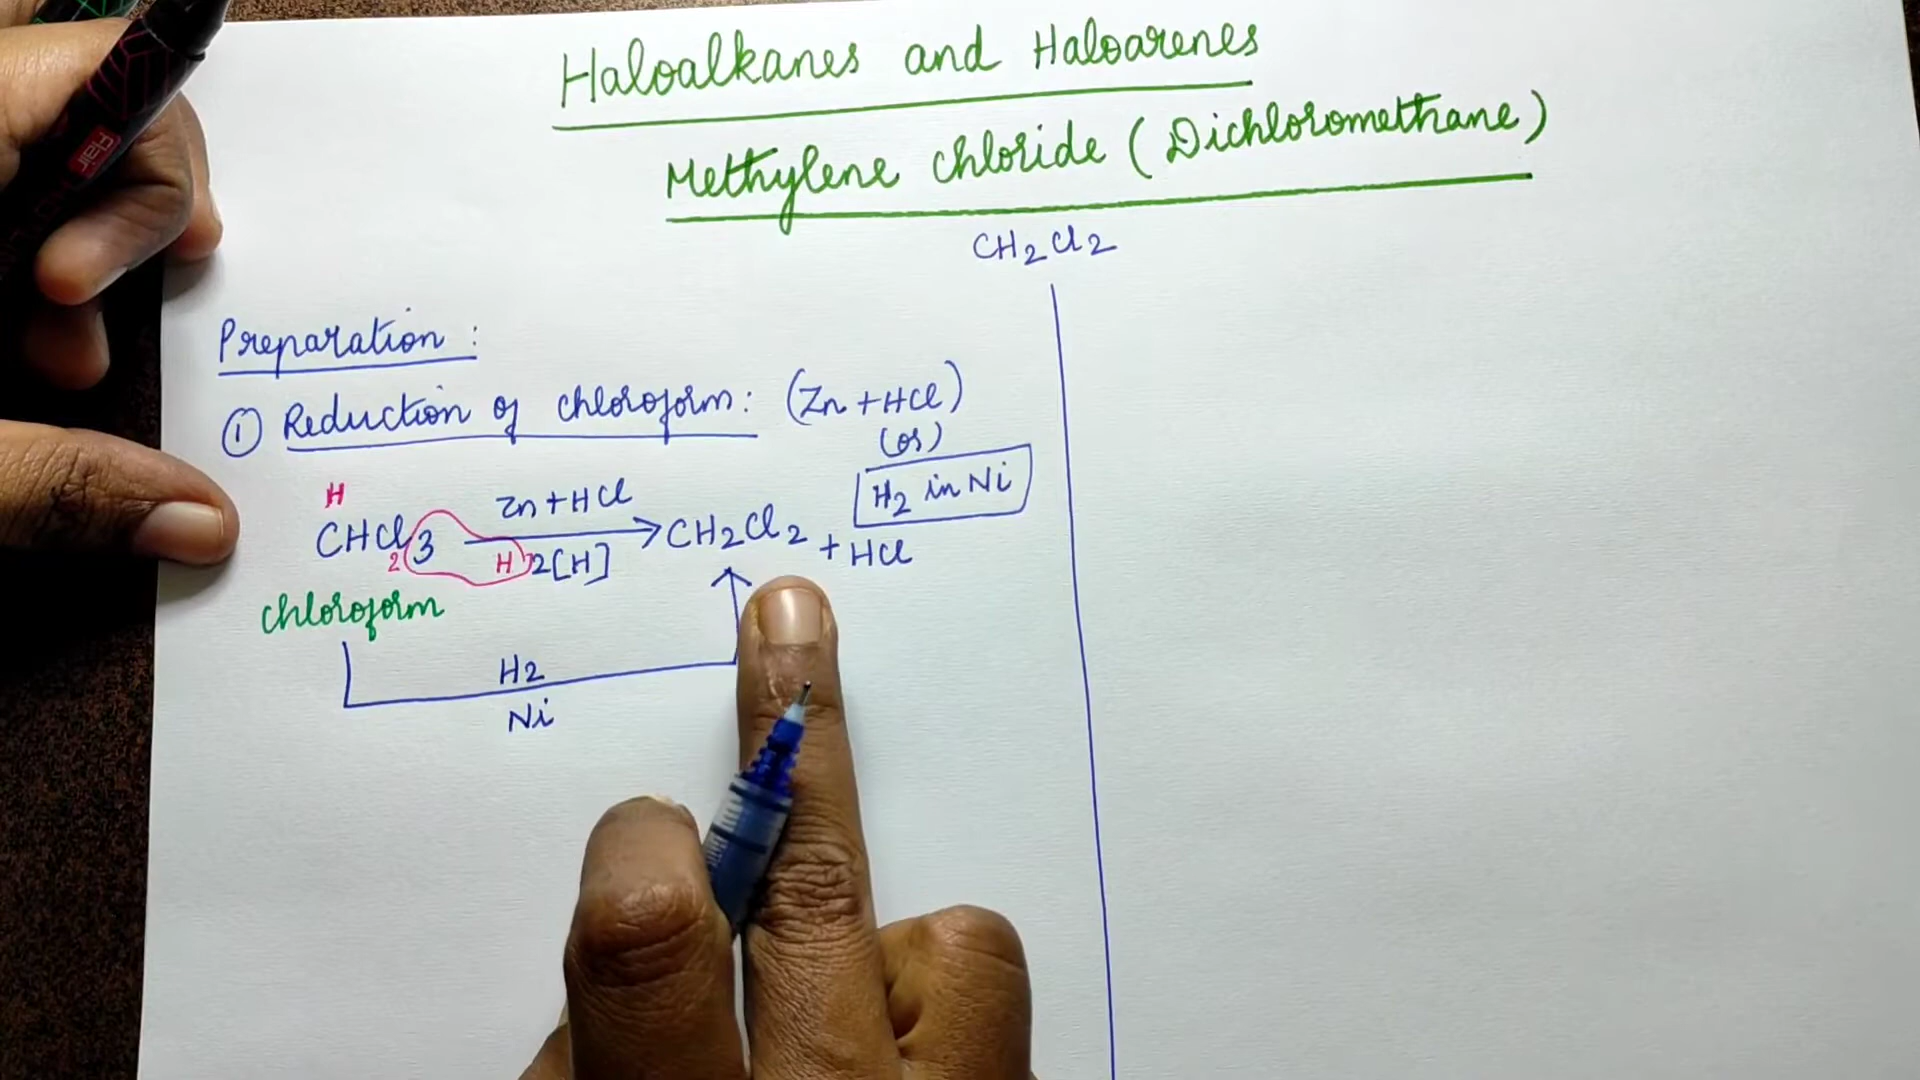 Haloalkanes and Haloarenes
Methylene chloride (Dichloromethane)
CH2Cl2
Preparation :
① Reduction of chloroform: (Zn + HCl)
(or)
H2 in Ni
H
CHCl3 Zn + HCl CH2Cl2 + HCl
2 H 2[H]
chloroform
H2
Ni
Flair